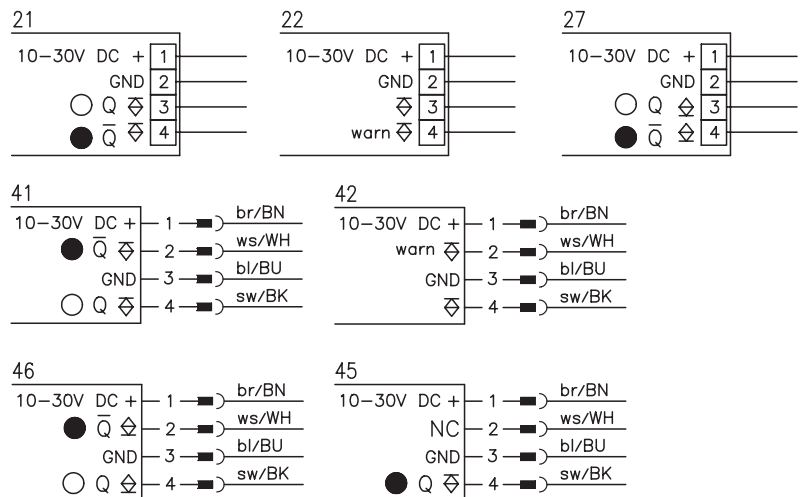 21
10–30V DC + 1
GND 2
Q 3
Q̅ 4
22
10–30V DC + 1
GND 2
3
warn 4
27
10–30V DC + 1
GND 2
Q 3
Q̅ 4
41
10–30V DC + 1 br/BN
Q̅ 2 ws/WH
GND 3 bl/BU
Q 4 sw/BK
42
10–30V DC + 1 br/BN
warn 2 ws/WH
GND 3 bl/BU
4 sw/BK
46
10–30V DC + 1 br/BN
Q̅ 2 ws/WH
GND 3 bl/BU
Q 4 sw/BK
45
10–30V DC + 1 br/BN
NC 2 ws/WH
GND 3 bl/BU
Q 4 sw/BK